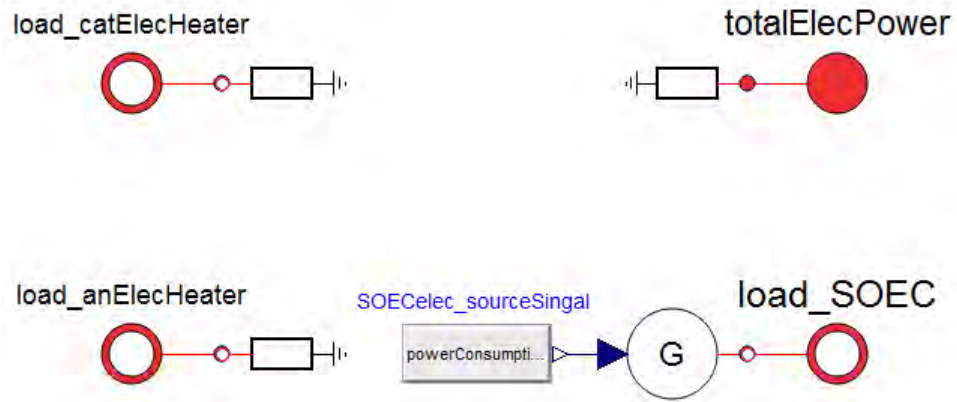 load_catElecHeater
totalElecPower
load_anElecHeater
SOECelec_sourceSingal
load_SOEC
powerConsumpti...
G